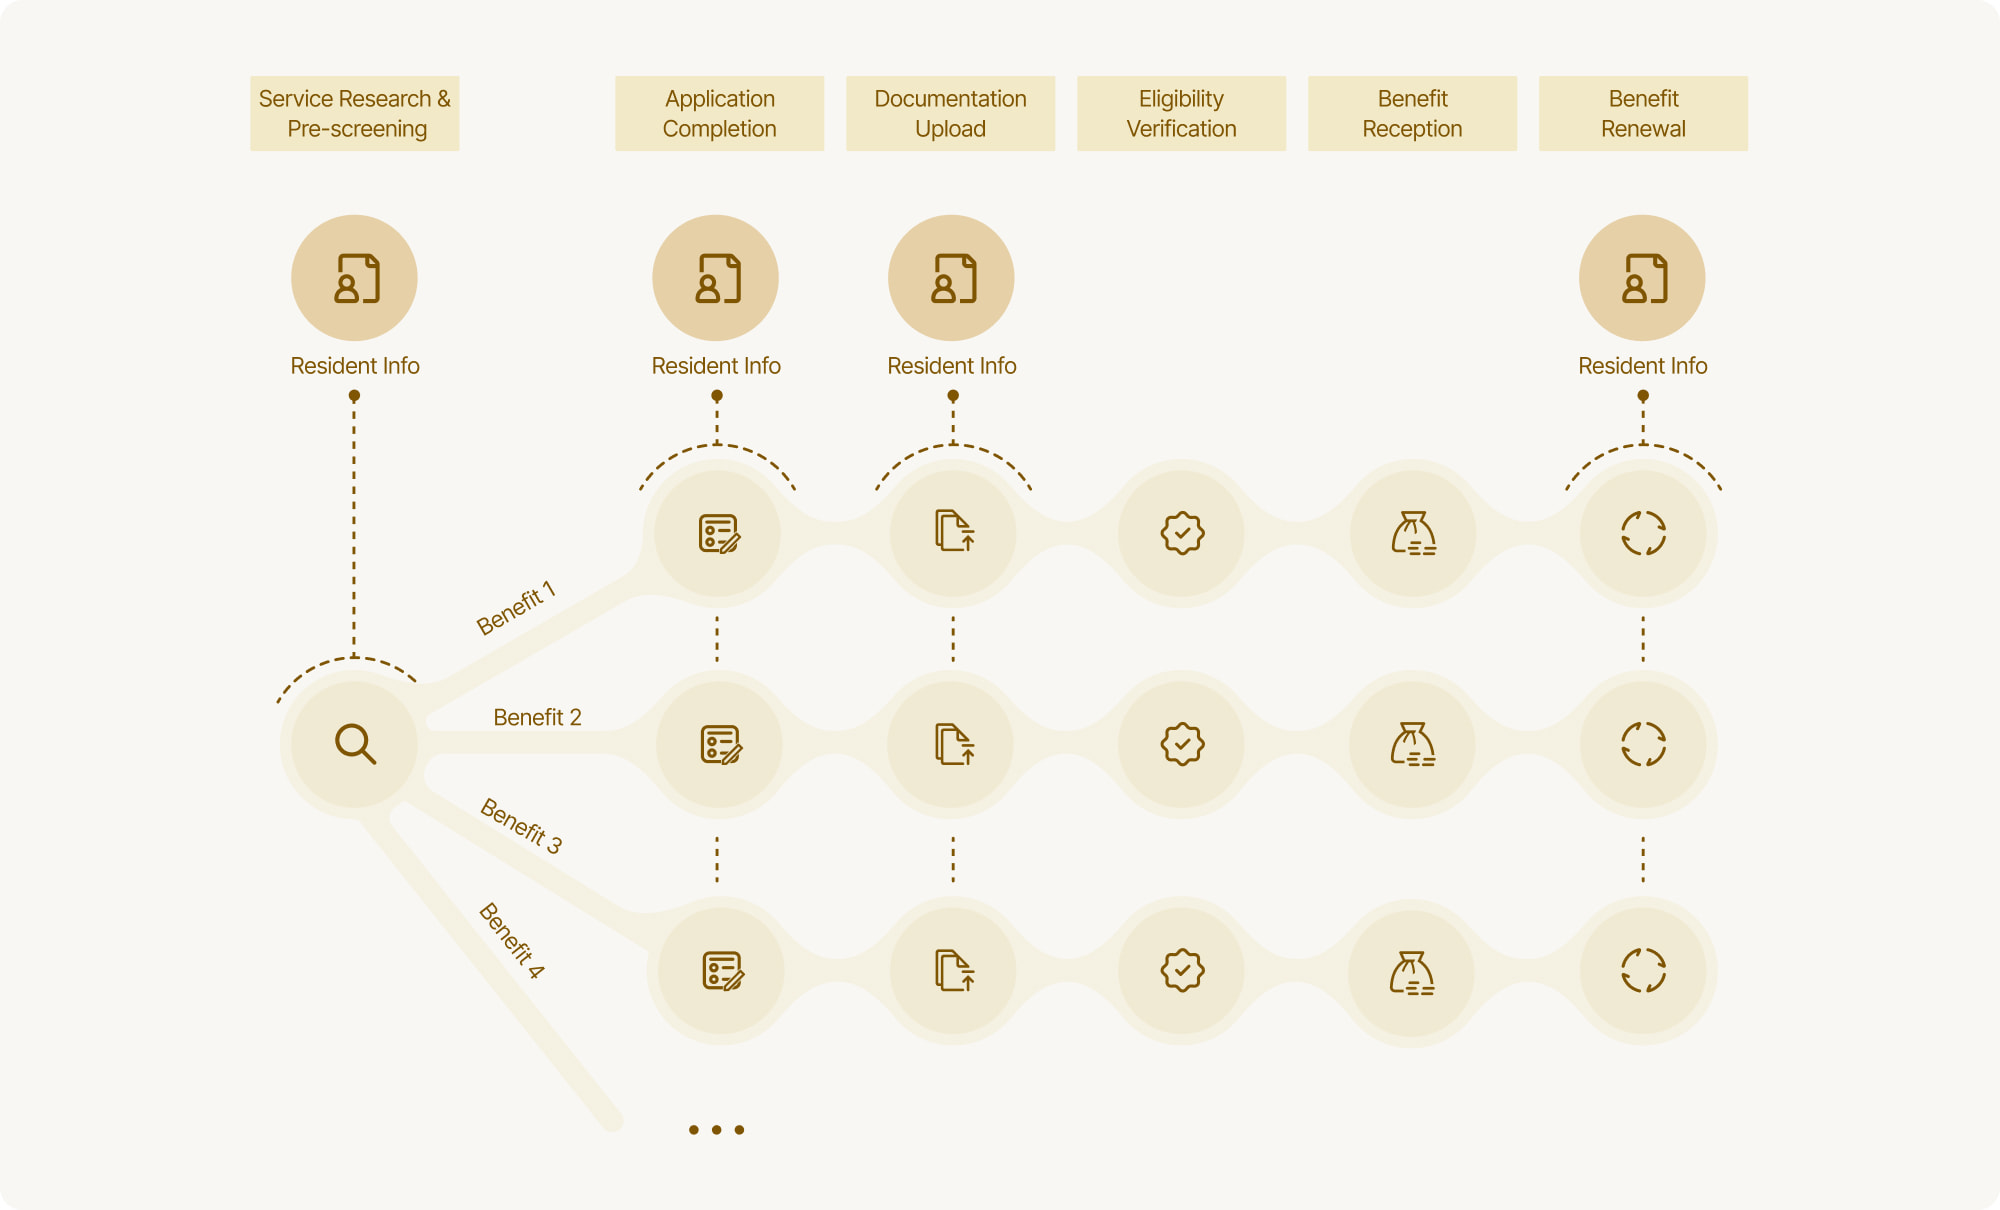 Service Research &
Pre-screening
Application
Completion
Documentation
Upload
Eligibility
Verification
Benefit
Reception
Benefit
Renewal
Resident Info
Resident Info
Resident Info
Resident Info
Benefit 1
Benefit 2
Benefit 3
Benefit 4